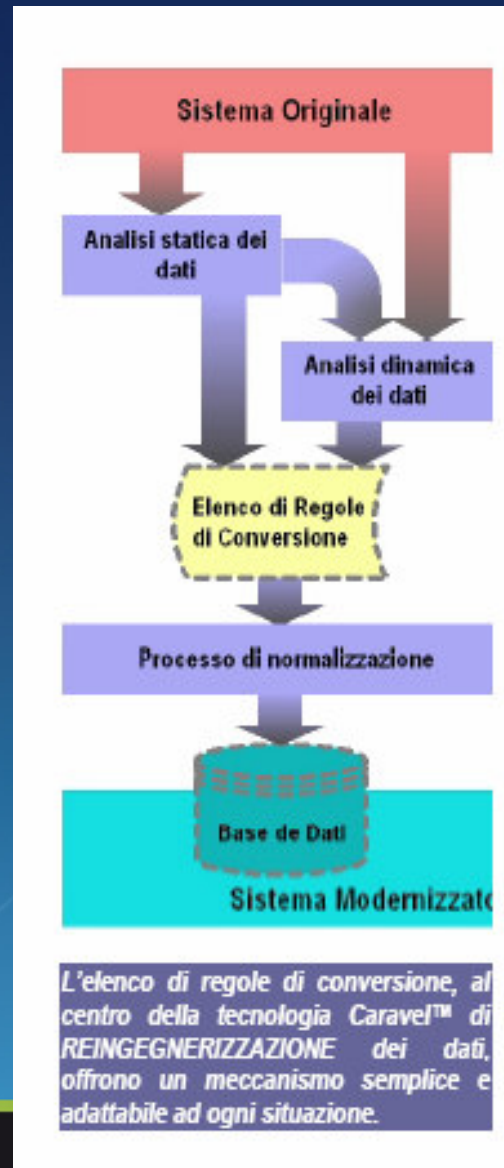 Sistema Originale
Analisi statica dei
dati
Analisi dinamica
dei dati
Elenco di Regole
di Conversione
Processo di normalizzazione
Base de Dati
Sistema Modernizzato
L'elenco di regole di conversione, al
centro della tecnologia Caravel™ di
REINGEGNERIZZAZIONE dei dati,
offrono un meccanismo semplice e
adattabile ad ogni situazione.